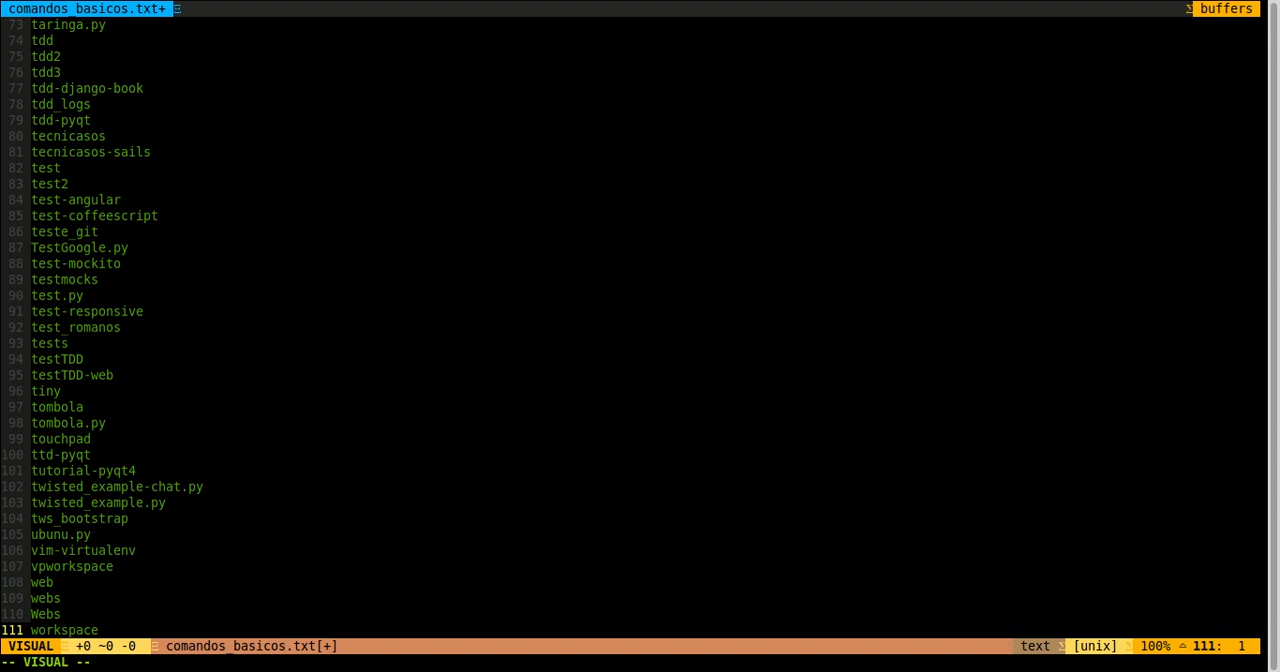 comandos_basicos.txt+ buffers
73 taringa.py
74 tdd
75 tdd2
76 tdd3
77 tdd-django-book
78 tdd_logs
79 tdd-pyqt
80 tecnicasos
81 tecnicasos-sails
82 test
83 test2
84 test-angular
85 test-coffeescript
86 teste_git
87 TestGoogle.py
88 test-mockito
89 testmocks
90 test.py
91 test-responsive
92 test_romanos
93 tests
94 testTDD
95 testTDD-web
96 tiny
97 tombola
98 tombola.py
99 touchpad
100 ttd-pyqt
101 tutorial-pyqt4
102 twisted_example-chat.py
103 twisted_example.py
104 tws_bootstrap
105 ubunu.py
106 vim-virtualenv
107 vpworkspace
108 web
109 webs
110 Webs
111 workspace
VISUAL +0 ~0 -0 comandos_basicos.txt[+] text [unix] 100% 111: 1
-- VISUAL --